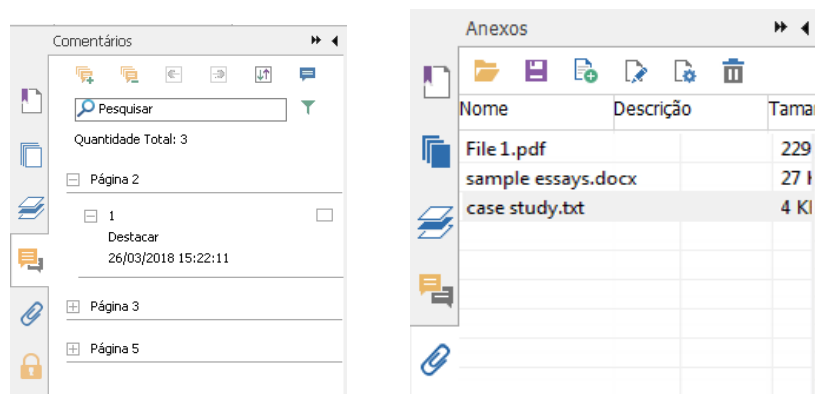 Comentários
Pesquisar
Quantidade Total: 3
Página 2
1
Destacar
26/03/2018 15:22:11
Página 3
Página 5
Anexos
Nome Descrição
File 1.pdf 229
sample essays.docx 27
case study.txt 4